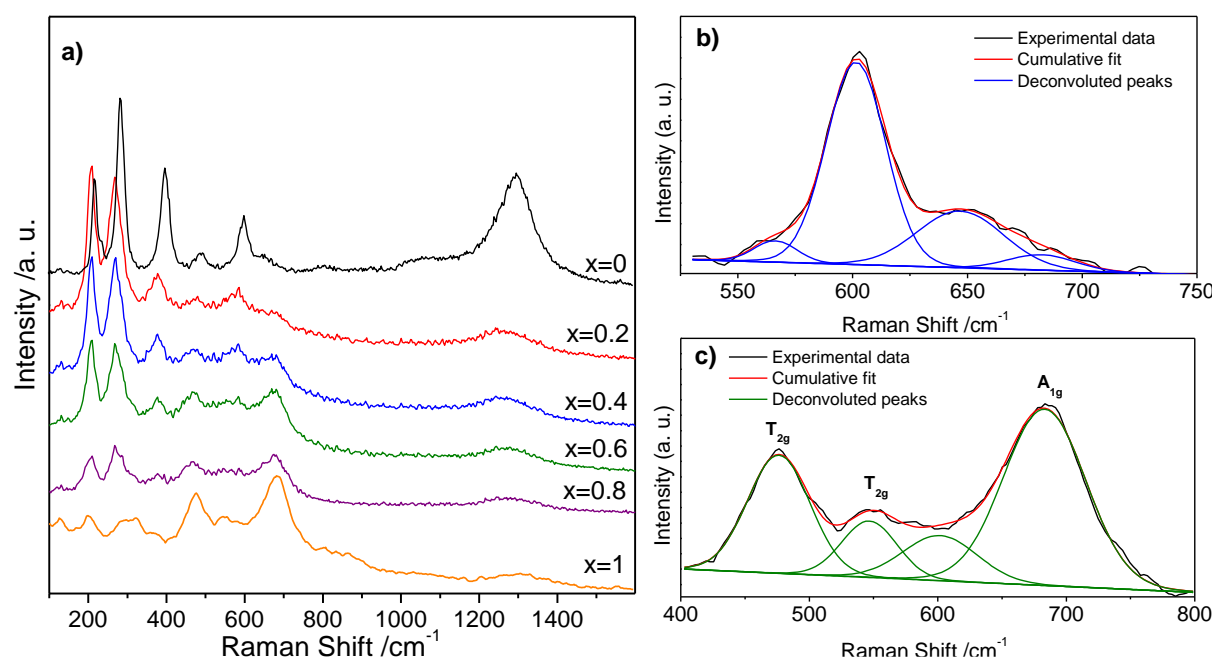 a)
Intensity /a. u.
x=0
x=0.2
x=0.4
x=0.6
x=0.8
x=1
200 400 600 800 1000 1200 1400
Raman Shift /cm-1
b)
Experimental data
Cumulative fit
Deconvoluted peaks
Intensity (a. u.)
550 600 650 700 750
Raman Shift /cm-1
c)
Experimental data
Cumulative fit
Deconvoluted peaks
A1g
T2g
T2g
Intensity (a. u.)
400 500 600 700 800
Raman Shift /cm-1